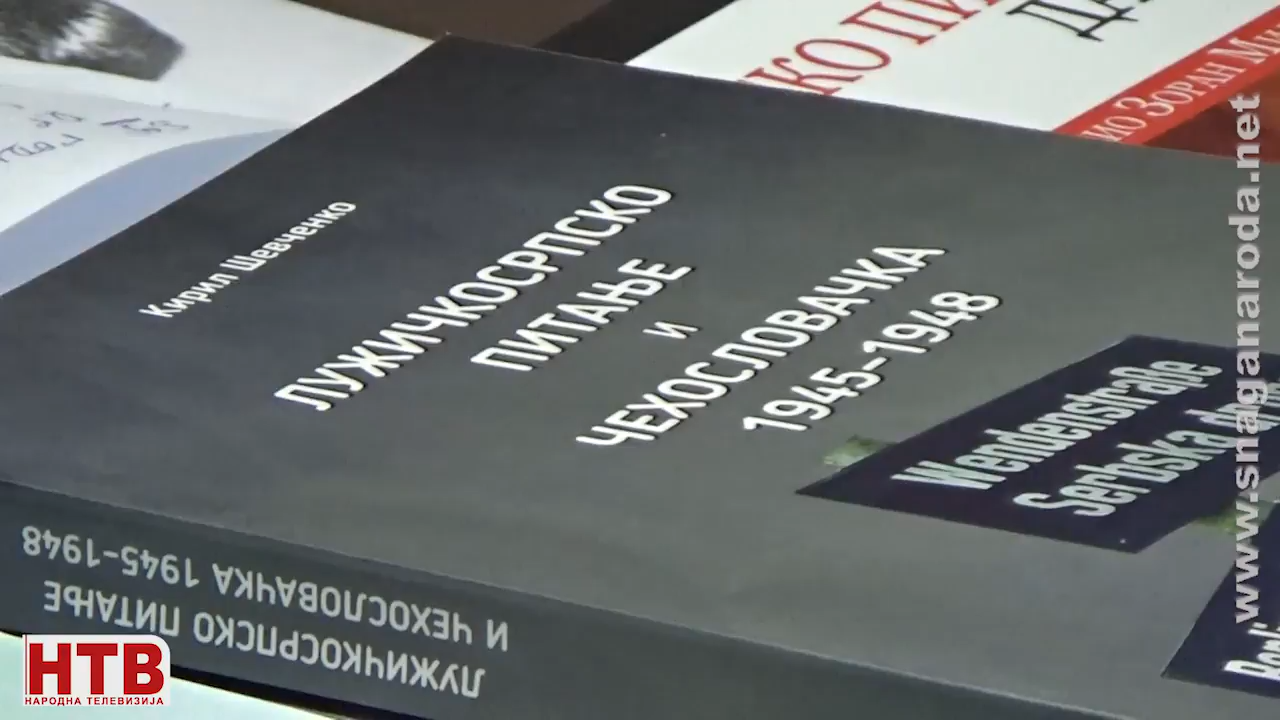 Кирил Шевченко
ЛУЖИЧКОСРПСКО
ПИТАЊЕ
и
ЧЕХОСЛОВАЧКА
1945-1948
Wendenstraße
Serbska
ЛУЖИЧКОСРПСКО ПИТАЊЕ
И ЧЕХОСЛОВАЧКА 1945-1948
ЗОРАН
www.snaganaroda.net
НТВ
НАРОДНА ТЕЛЕВИЗИЈА